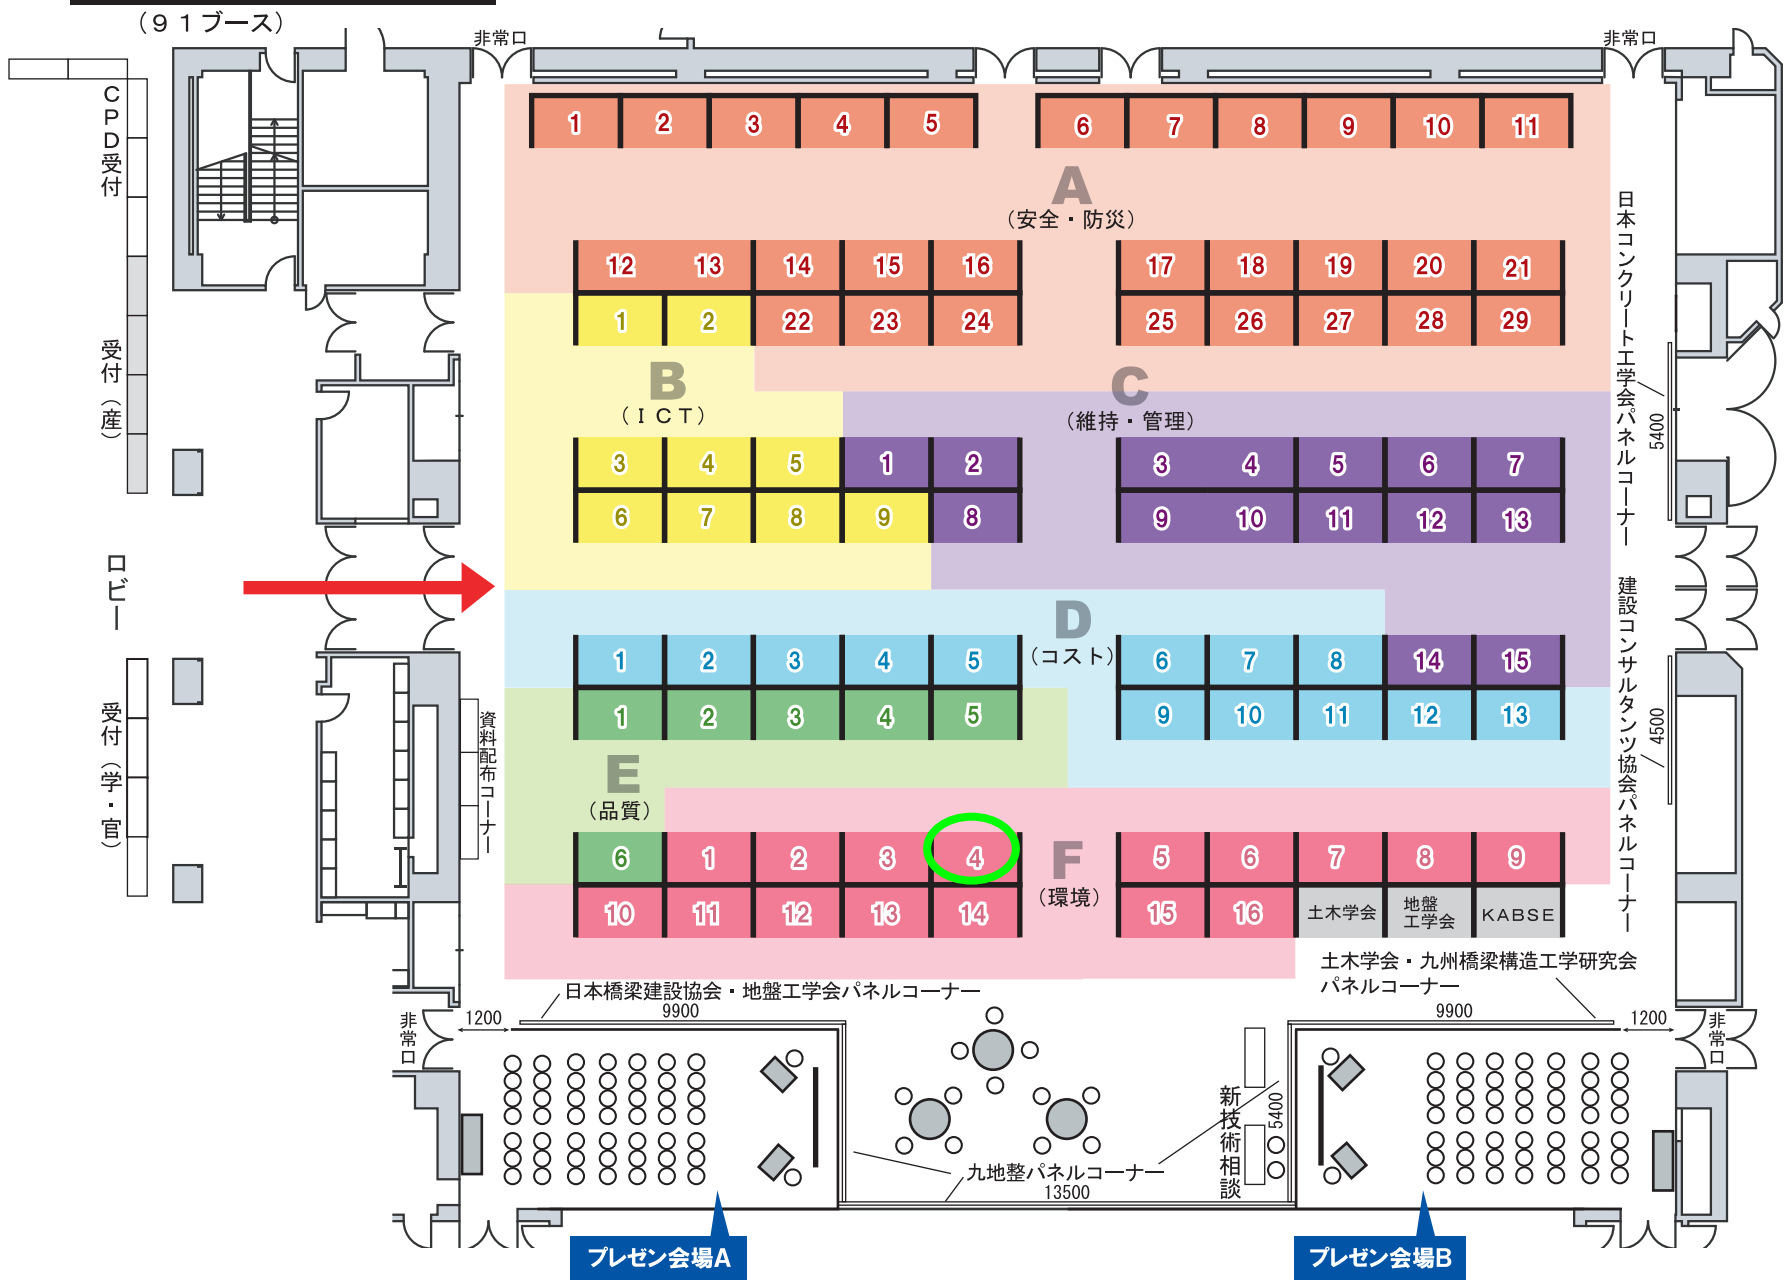 （９１ブース）
非常口
非常口
CPD受付
1 2 3 4 5 6 7 8 9 10 11
A
（安全・防災）
12 13 14 15 16 17 18 19 20 21
1 2 22 23 24 25 26 27 28 29
日本コンクリート工学会パネルコーナー
5400
受付（産）
B
（ＩＣＴ）
C
（維持・管理）
3 4 5 1 2 3 4 5 6 7
6 7 8 9 8 9 10 11 12 13
ロビー
D
（コスト）
1 2 3 4 5 6 7 8 14 15
1 2 3 4 5 9 10 11 12 13
建設コンサルタンツ協会パネルコーナー
4500
受付（学・官）
資料配布コーナー
E
（品質）
F
（環境）
6 1 2 3 4 5 6 7 8 9
10 11 12 13 14 15 16 土木学会 地盤工学会 KABSE
土木学会・九州橋梁構造工学研究会
パネルコーナー
日本橋梁建設協会・地盤工学会パネルコーナー
非常口
1200
9900
9900
1200
非常口
新技術相談
5400
九地整パネルコーナー
13500
プレゼン会場A
プレゼン会場B